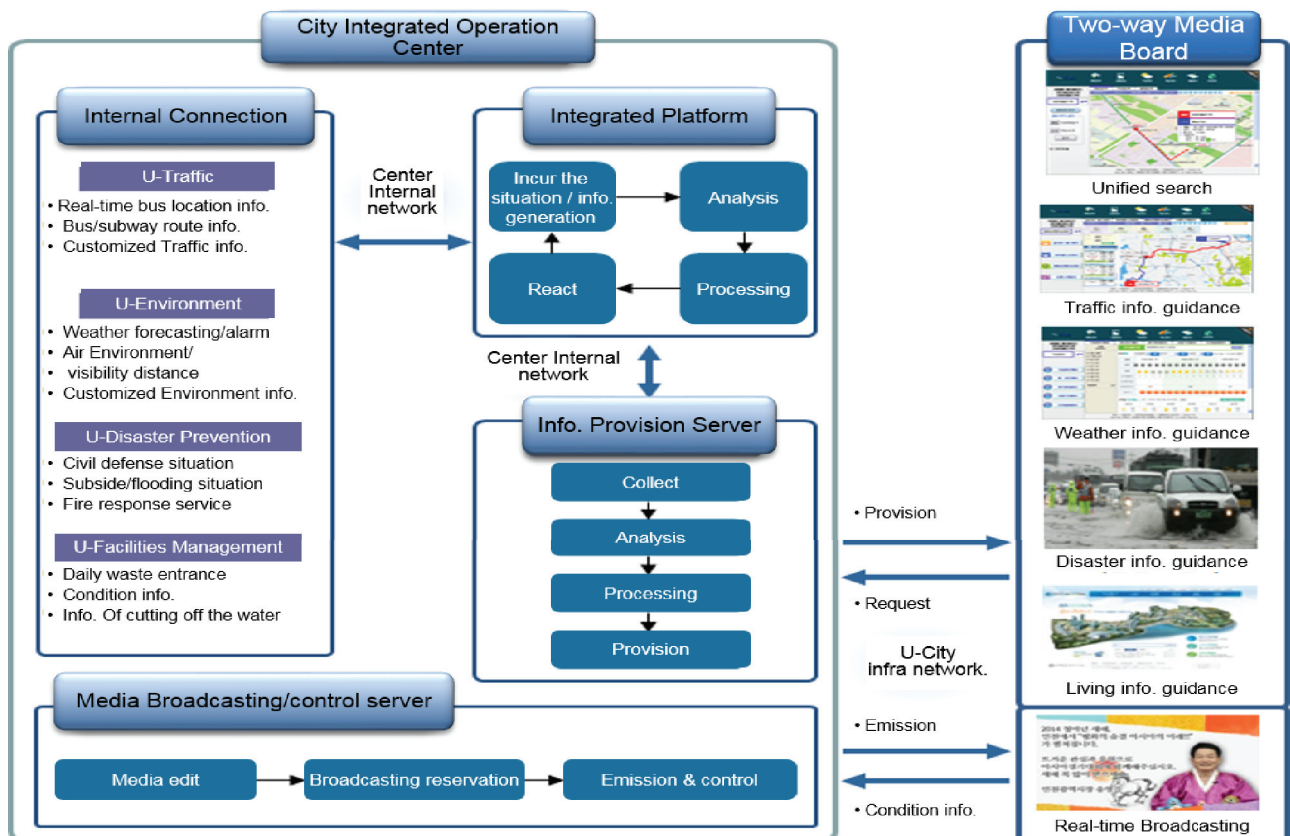 City Integrated Operation
Center
Internal Connection
U-Traffic
• Real-time bus location info.
• Bus/subway route info.
• Customized Traffic info.
U-Environment
• Weather forecasting/alarm
• Air Environment/
• visibility distance
• Customized Environment info.
U-Disaster Prevention
• Civil defense situation
• Subside/flooding situation
• Fire response service
U-Facilities Management
• Daily waste entrance
• Condition info.
• Info. Of cutting off the water
Center
Internal
network
Integrated Platform
Incur the
situation / info.
generation
Analysis
React
Processing
Center Internal
network
Info. Provision Server
Collect
Analysis
Processing
Provision
Media Broadcasting/control server
Media edit
Broadcasting reservation
Emission & control
• Provision
• Request
U-City
infra network.
• Emission
• Condition info.
Two-way Media
Board
Unified search
Traffic info. guidance
Weather info. guidance
Disaster info. guidance
Living info. guidance
2014
Real-time Broadcasting